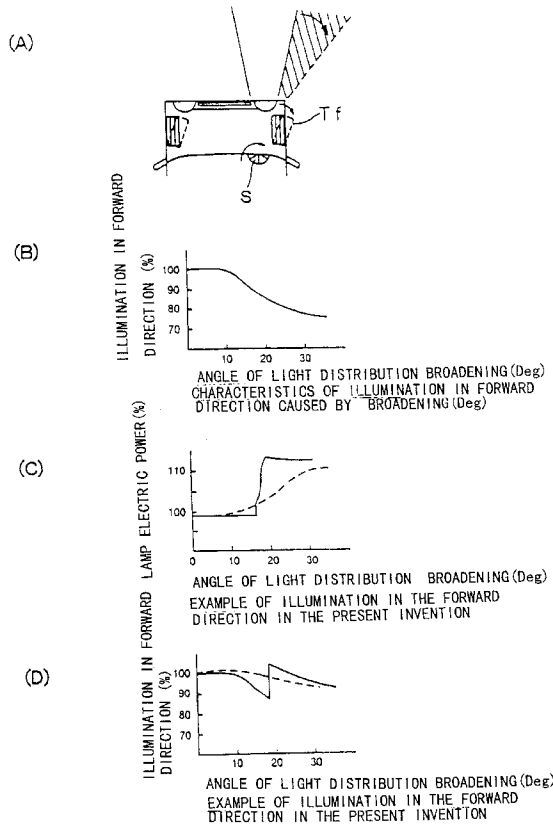 (A)
Tf
S
(B)
ILLUMINATION IN FORWARD
DIRECTION (%)
100
90
80
70
10
20
30
ANGLE OF LIGHT DISTRIBUTION BROADENING(Deg)
CHARACTERISTICS OF ILLUMINATION IN FORWARD
DIRECTION CAUSED BY BROADENING(Deg)
(C)
LAMP ELECTRIC POWER(%)
110
100
0
0
10
20
30
ANGLE OF LIGHT DISTRIBUTION BROADENING(Deg)
EXAMPLE OF ILLUMINATION IN THE FORWARD
DIRECTION IN THE PRESENT INVENTION
(D)
ILLUMINATION IN FORWARD
DIRECTION (%)
100
90
80
70
10
20
30
ANGLE OF LIGHT DISTRIBUTION BROADENING(Deg)
EXAMPLE OF ILLUMINATION IN THE FORWARD
DIRECTION IN THE PRESENT INVENTION